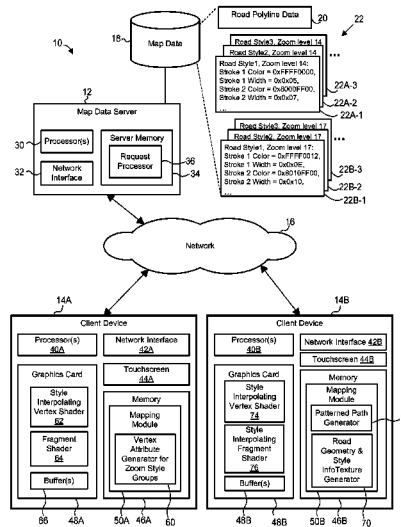 10
18
Map Data
Road Polyline Data
20
22
Road Style3, Zoom level 14
Road Style2, Zoom level 14
Road Style1, Zoom level 14:
Stroke 1 Color = 0xFFFF0000,
Stroke 1 Width = 0x0x05,
Stroke 2 Color = 0x8000FF00,
Stroke 2 Width = 0x0x07,
...
...
22A-3
22A-2
22A-1
Road Style3, Zoom level 17
Road Style2, Zoom level 17
Road Style1, Zoom level 17:
Stroke 1 Color = 0xFFFF0012,
Stroke 1 Width = 0x0x0E,
Stroke 2 Color = 0x8010FF00,
Stroke 2 Width = 0x0x10,
...
...
22B-3
22B-2
22B-1
12
Map Data Server
30
Processor(s)
32
Network Interface
Server Memory
Request Processor
36
34
Network
16
14A
Client Device
Processor(s)
40A
Network Interface
42A
Touchscreen
44A
Graphics Card
Style Interpolating Vertex Shader
62
Fragment Shader
64
Buffer(s)
Memory
Mapping Module
Vertex Attribute Generator for Zoom Style Groups
66
48A
50A
46A
60
14B
Client Device
Processor(s)
40B
Network Interface 42B
Touchscreen 44B
Graphics Card
Style Interpolating Vertex Shader
74
Style Interpolating Fragment Shader
76
Buffer(s)
Memory
Mapping Module
Patterned Path Generator
Road Geometry & Style InfoTexture Generator
48B
48B
50B
46B
70